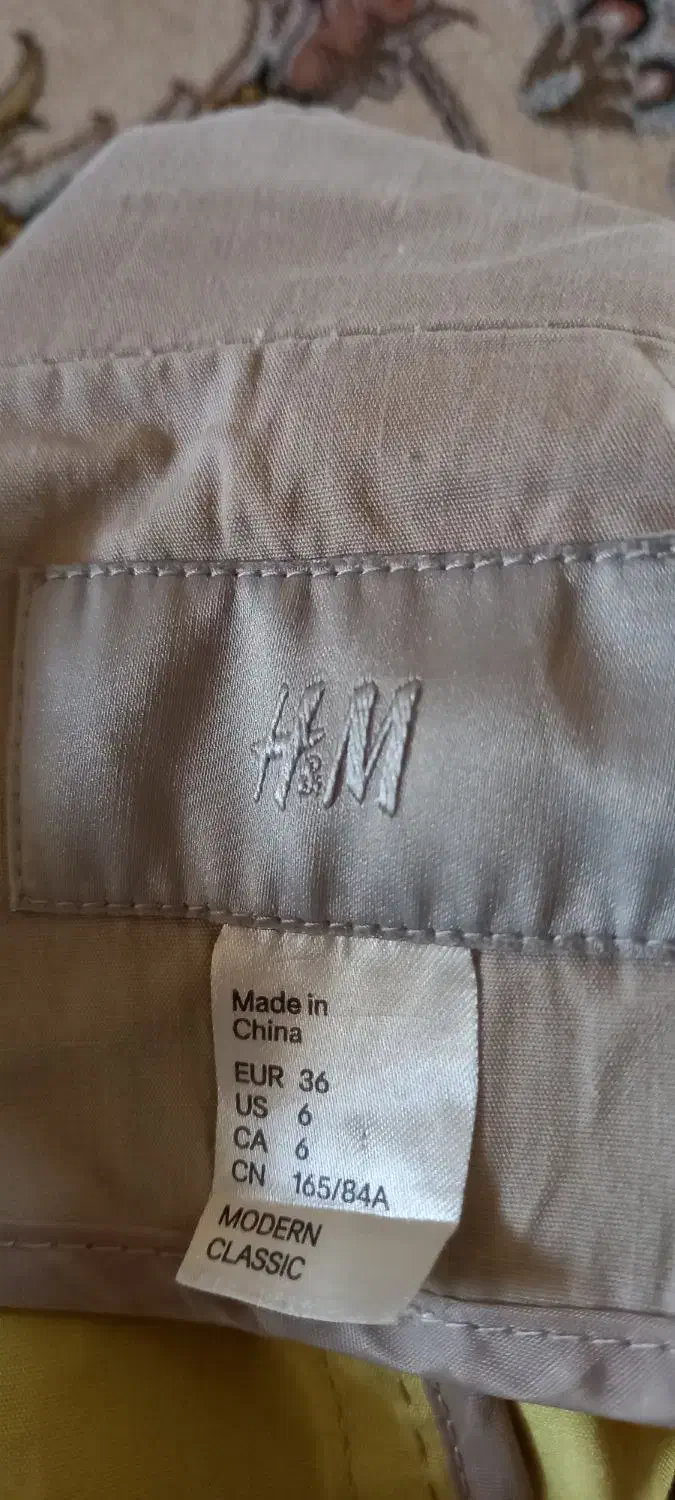 H&M
Made in
China
EUR 36
US 6
CA 6
CN 165/84A
MODERN
CLASSIC